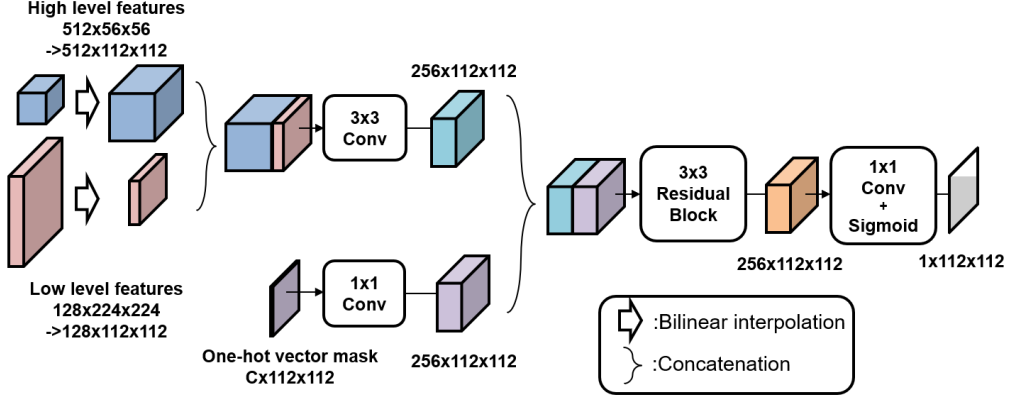 High level features
512x56x56
->512x112x112
256x112x112
3x3
Conv
Low level features
128x224x224
->128x112x112
1x1
Conv
One-hot vector mask
Cx112x112
256x112x112
3x3
Residual
Block
256x112x112
1x1
Conv
+
Sigmoid
1x112x112
:Bilinear interpolation
:Concatenation